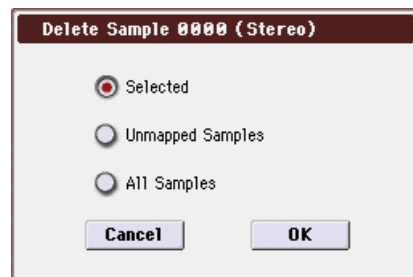 Delete Sample 0000 (Stereo)
Selected
Unmapped Samples
All Samples
Cancel OK